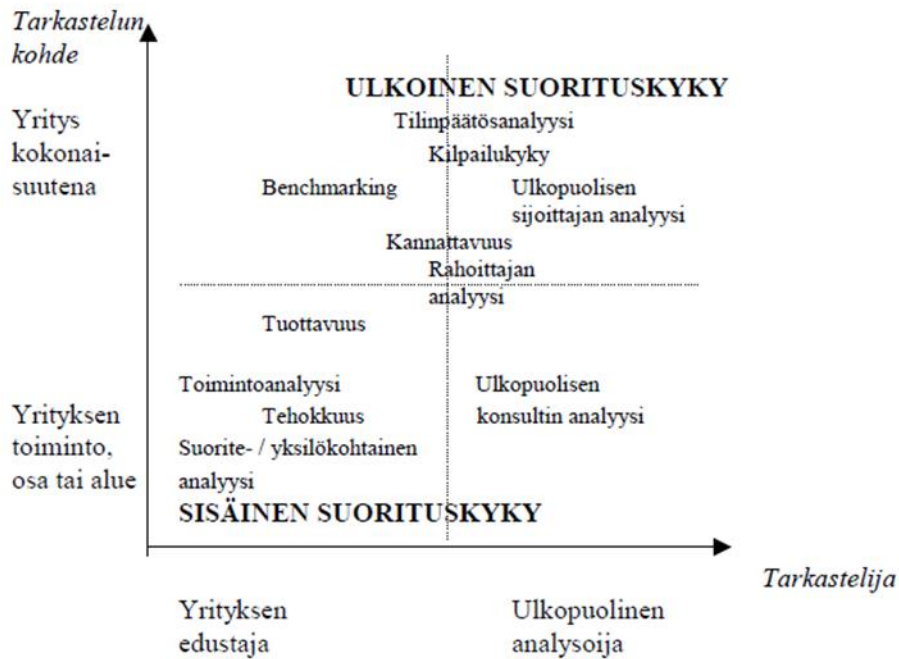 Tarkastelun
kohde
ULKOINEN SUORITUSKYKY
Yritys
kokonai-
suutena
Tilinpäätösanalyysi
Kilpailukyky
Benchmarking
Ulkopuolisen
sijoittajan analyysi
Kannattavuus
Rahoittajan
analyysi
Tuottavuus
Toimintoanalyysi
Ulkopuolisen
konsultin analyysi
Yrityksen
toiminto,
osa tai alue
Tehokkuus
Suorite- / yksilökohtainen
analyysi
SISÄINEN SUORITUSKYKY
Tarkastelija
Yrityksen
edustaja
Ulkopuolinen
analysoija